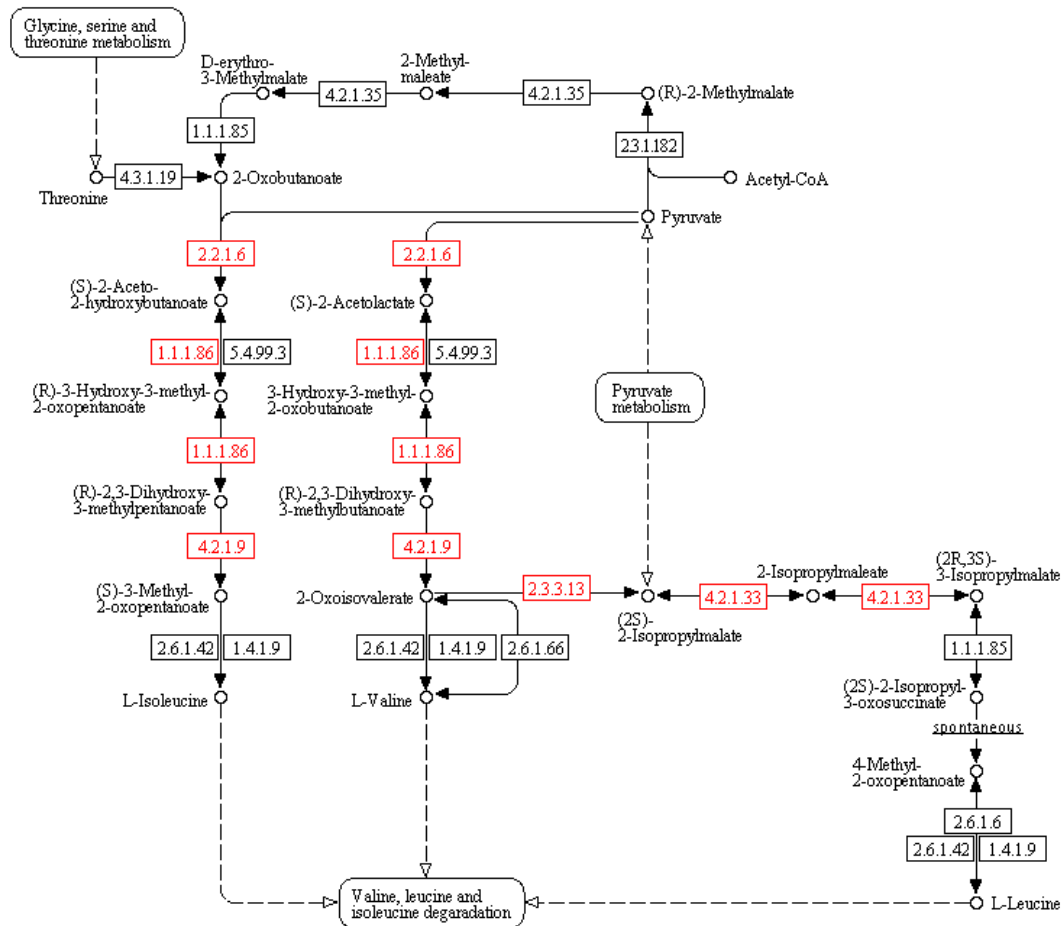 Glycine, serine and
threonine metabolism
D-erythro-
3-Methylmalate
2-Methyl-
maleate
4.2.1.35
4.2.1.35
(R)-2-Methylmalate
1.1.1.85
2.3.1.182
4.3.1.19
Threonine
2-Oxobutanoate
Acetyl-CoA
Pyruvate
2.2.1.6
2.2.1.6
(S)-2-Aceto-
2-hydroxybutanoate
(S)-2-Acetolactate
1.1.1.86
5.4.99.3
1.1.1.86
5.4.99.3
(R)-3-Hydroxy-3-methyl-
2-oxopentanoate
3-Hydroxy-3-methyl-
2-oxobutanoate
Pyruvate
metabolism
1.1.1.86
1.1.1.86
(R)-2,3-Dihydroxy-
3-methylpentanoate
(R)-2,3-Dihydroxy-
3-methylbutanoate
4.2.1.9
4.2.1.9
(S)-3-Methyl-
2-oxopentanoate
2-Oxoisovalerate
2.3.3.13
(2S)-
2-Isopropylmalate
4.2.1.33
2-Isopropylmaleate
4.2.1.33
(2R,3S)-
3-Isopropylmalate
2.6.1.42
1.4.1.9
2.6.1.42
1.4.1.9
2.6.1.66
1.1.1.85
L-Isoleucine
L-Valine
(2S)-2-Isopropyl-
3-oxosuccinate
spontaneous
4-Methyl-
2-oxopentanoate
2.6.1.6
2.6.1.42
1.4.1.9
Valine, leucine and
isoleucine degaradation
L-Leucine